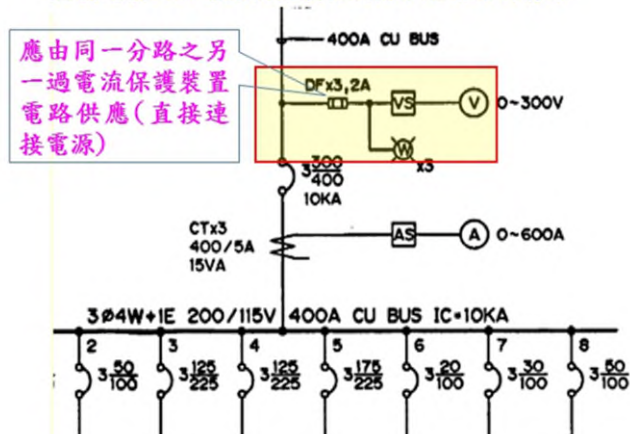 400A CU BUS
應由同一分路之另
一過電流保護裝置
電路供應(直接連
接電源)
DFx3,2A
VS
V
0~300V
W
x3
3 300/400
10KA
CTx3
400/5A
15VA
AS
A
0~600A
3ø4W+1E 200/115V 400A CU BUS IC=10KA
2 3 4 5 6 7 8
3 50/100 3 125/225 3 125/225 3 175/225 3 20/100 3 30/100 3 50/100